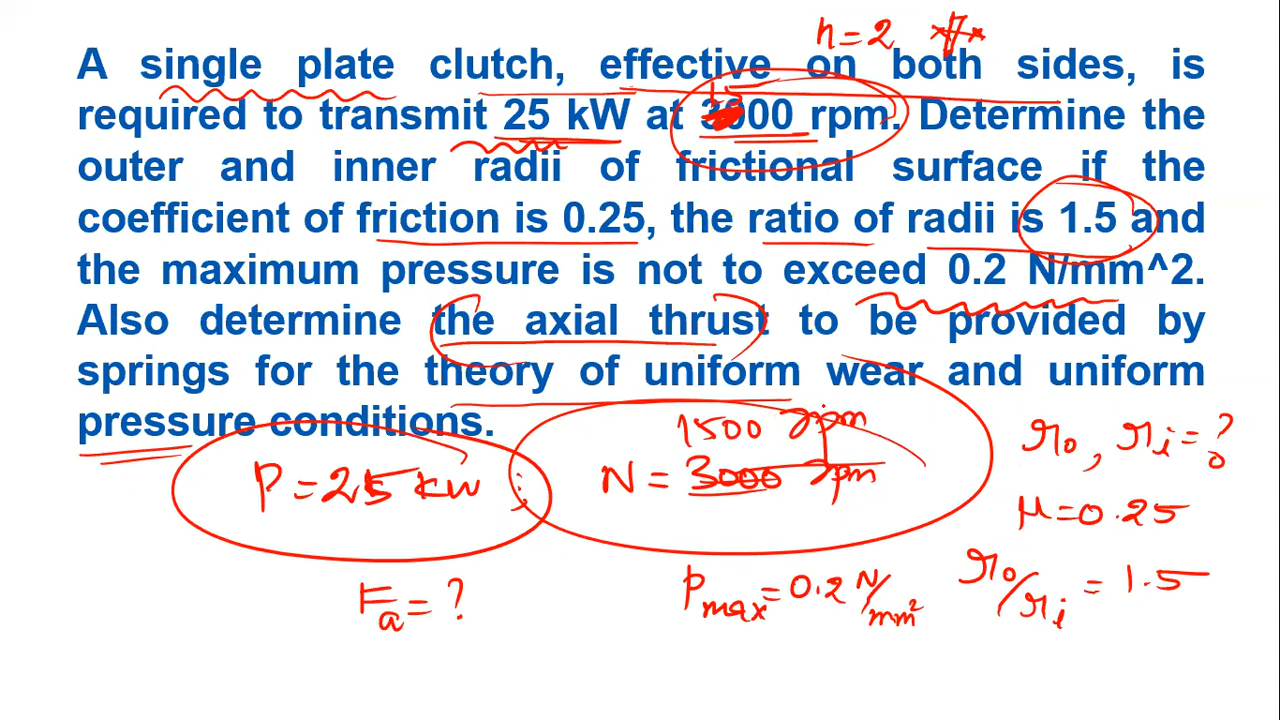 n = 2
A single plate clutch, effective on both sides, is
required to transmit 25 kW at 3000 rpm. Determine the
15
outer and inner radii of frictional surface if the
coefficient of friction is 0.25, the ratio of radii is 1.5 and
the maximum pressure is not to exceed 0.2 N/mm^2.
Also determine the axial thrust to be provided by
springs for the theory of uniform wear and uniform
pressure conditions.
1500 rpm
P = 25 kW ; N = 3000 rpm
ro, ri = ?
μ = 0.25
Fa = ?
Pmax = 0.2 N/mm²
ro/ri = 1.5